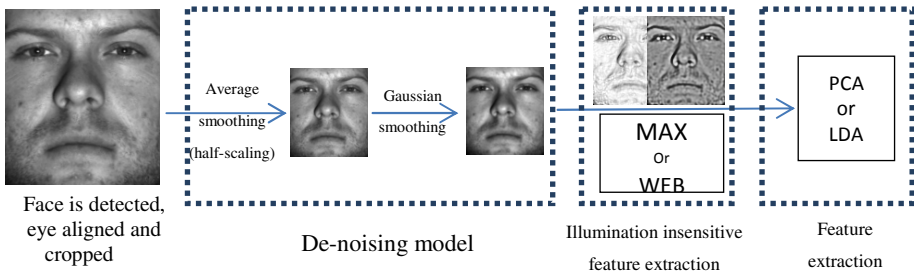 Average
smoothing
(half-scaling)
Gaussian
smoothing
MAX
Or
WEB
PCA
or
LDA
Face is detected,
eye aligned and
cropped
De-noising model
Illumination insensitive
feature extraction
Feature
extraction